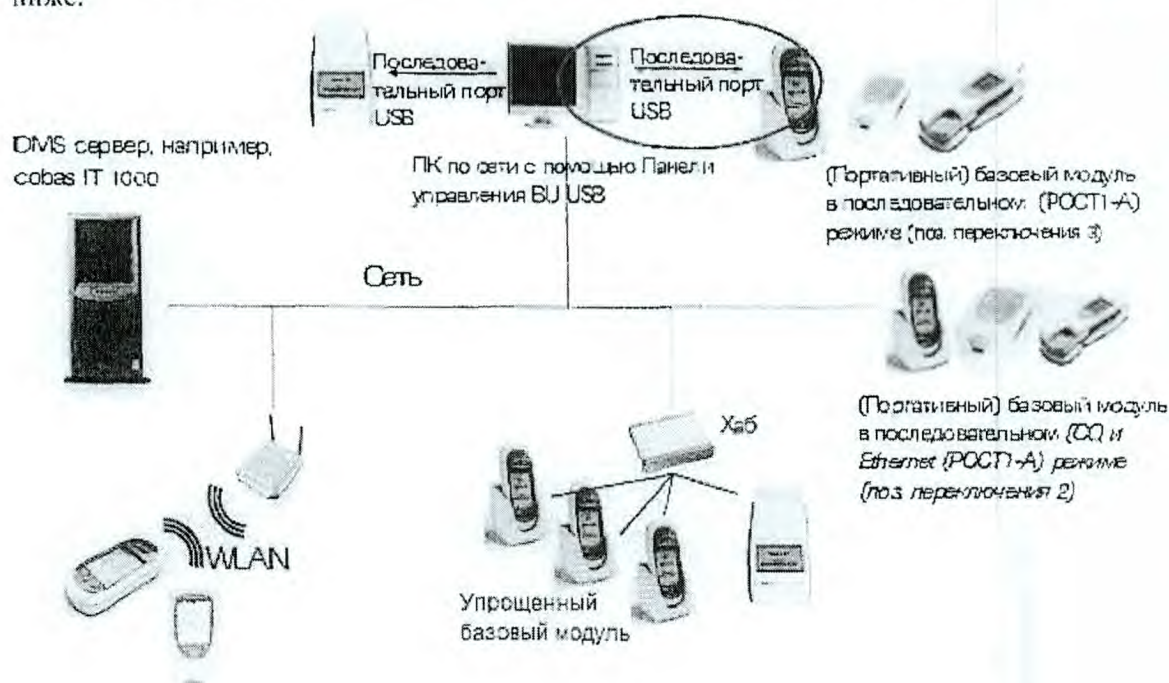 ниже.
Последова-
тельный порт
USB
Последова-
тельный порт
USB
DMS сервер, например,
cobas IT 1000
ПК по сети с помощью Панели
управления BU USB
(Портативный) базовый модуль
в последовательном (POCT1-A)
режиме (поз. переключения 3)
Сеть
(Портативный) базовый модуль
в последовательном (CQ и
Ethernet (POCT1-A) режиме
(поз. переключения 2)
Хаб
WLAN
Упрощенный
базовый модуль